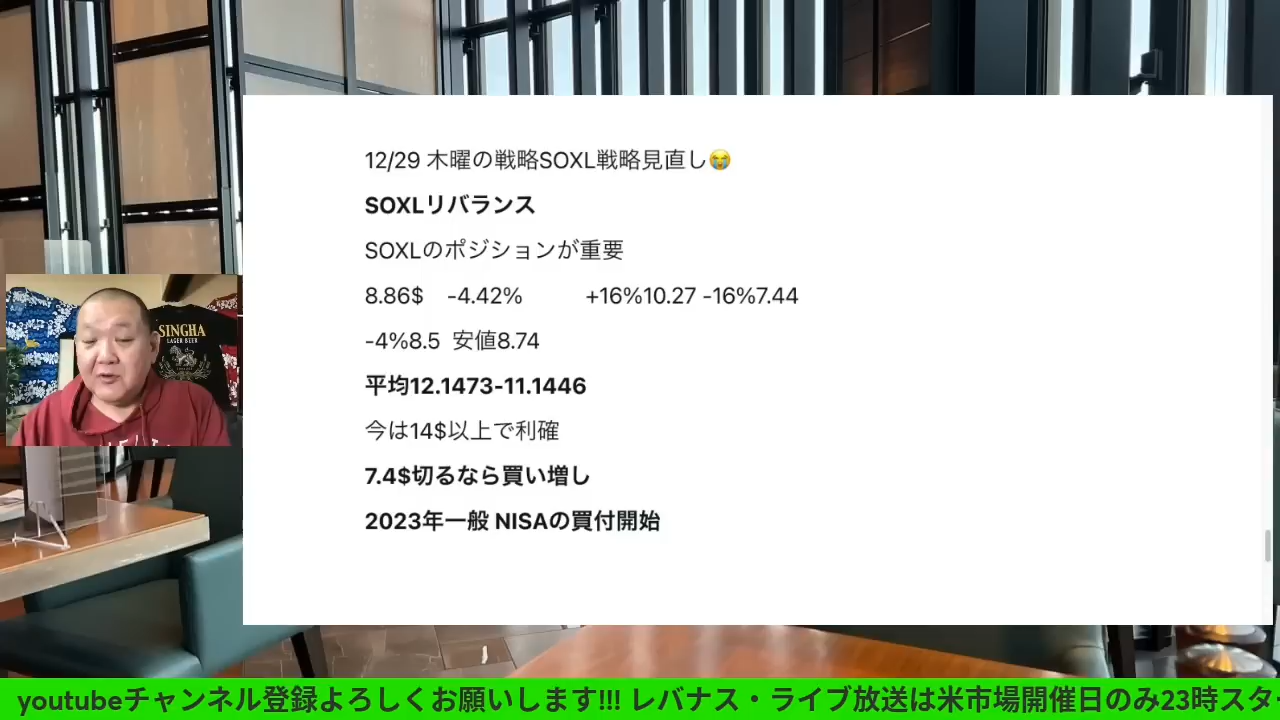 12/29 木曜の戦略SOXL戦略見直し😭
SOXLリバランス
SOXLのポジションが重要
8.86$ -4.42% +16%10.27 -16%7.44
-4%8.5 安値8.74
平均12.1473-11.1446
今は14$以上で利確
7.4$切るなら買い増し
2023年一般 NISAの買付開始
SINGHA
LAGER BEER
youtubeチャンネル登録よろしくお願いします!!! レバナス・ライブ放送は米市場開催日のみ23時スタ